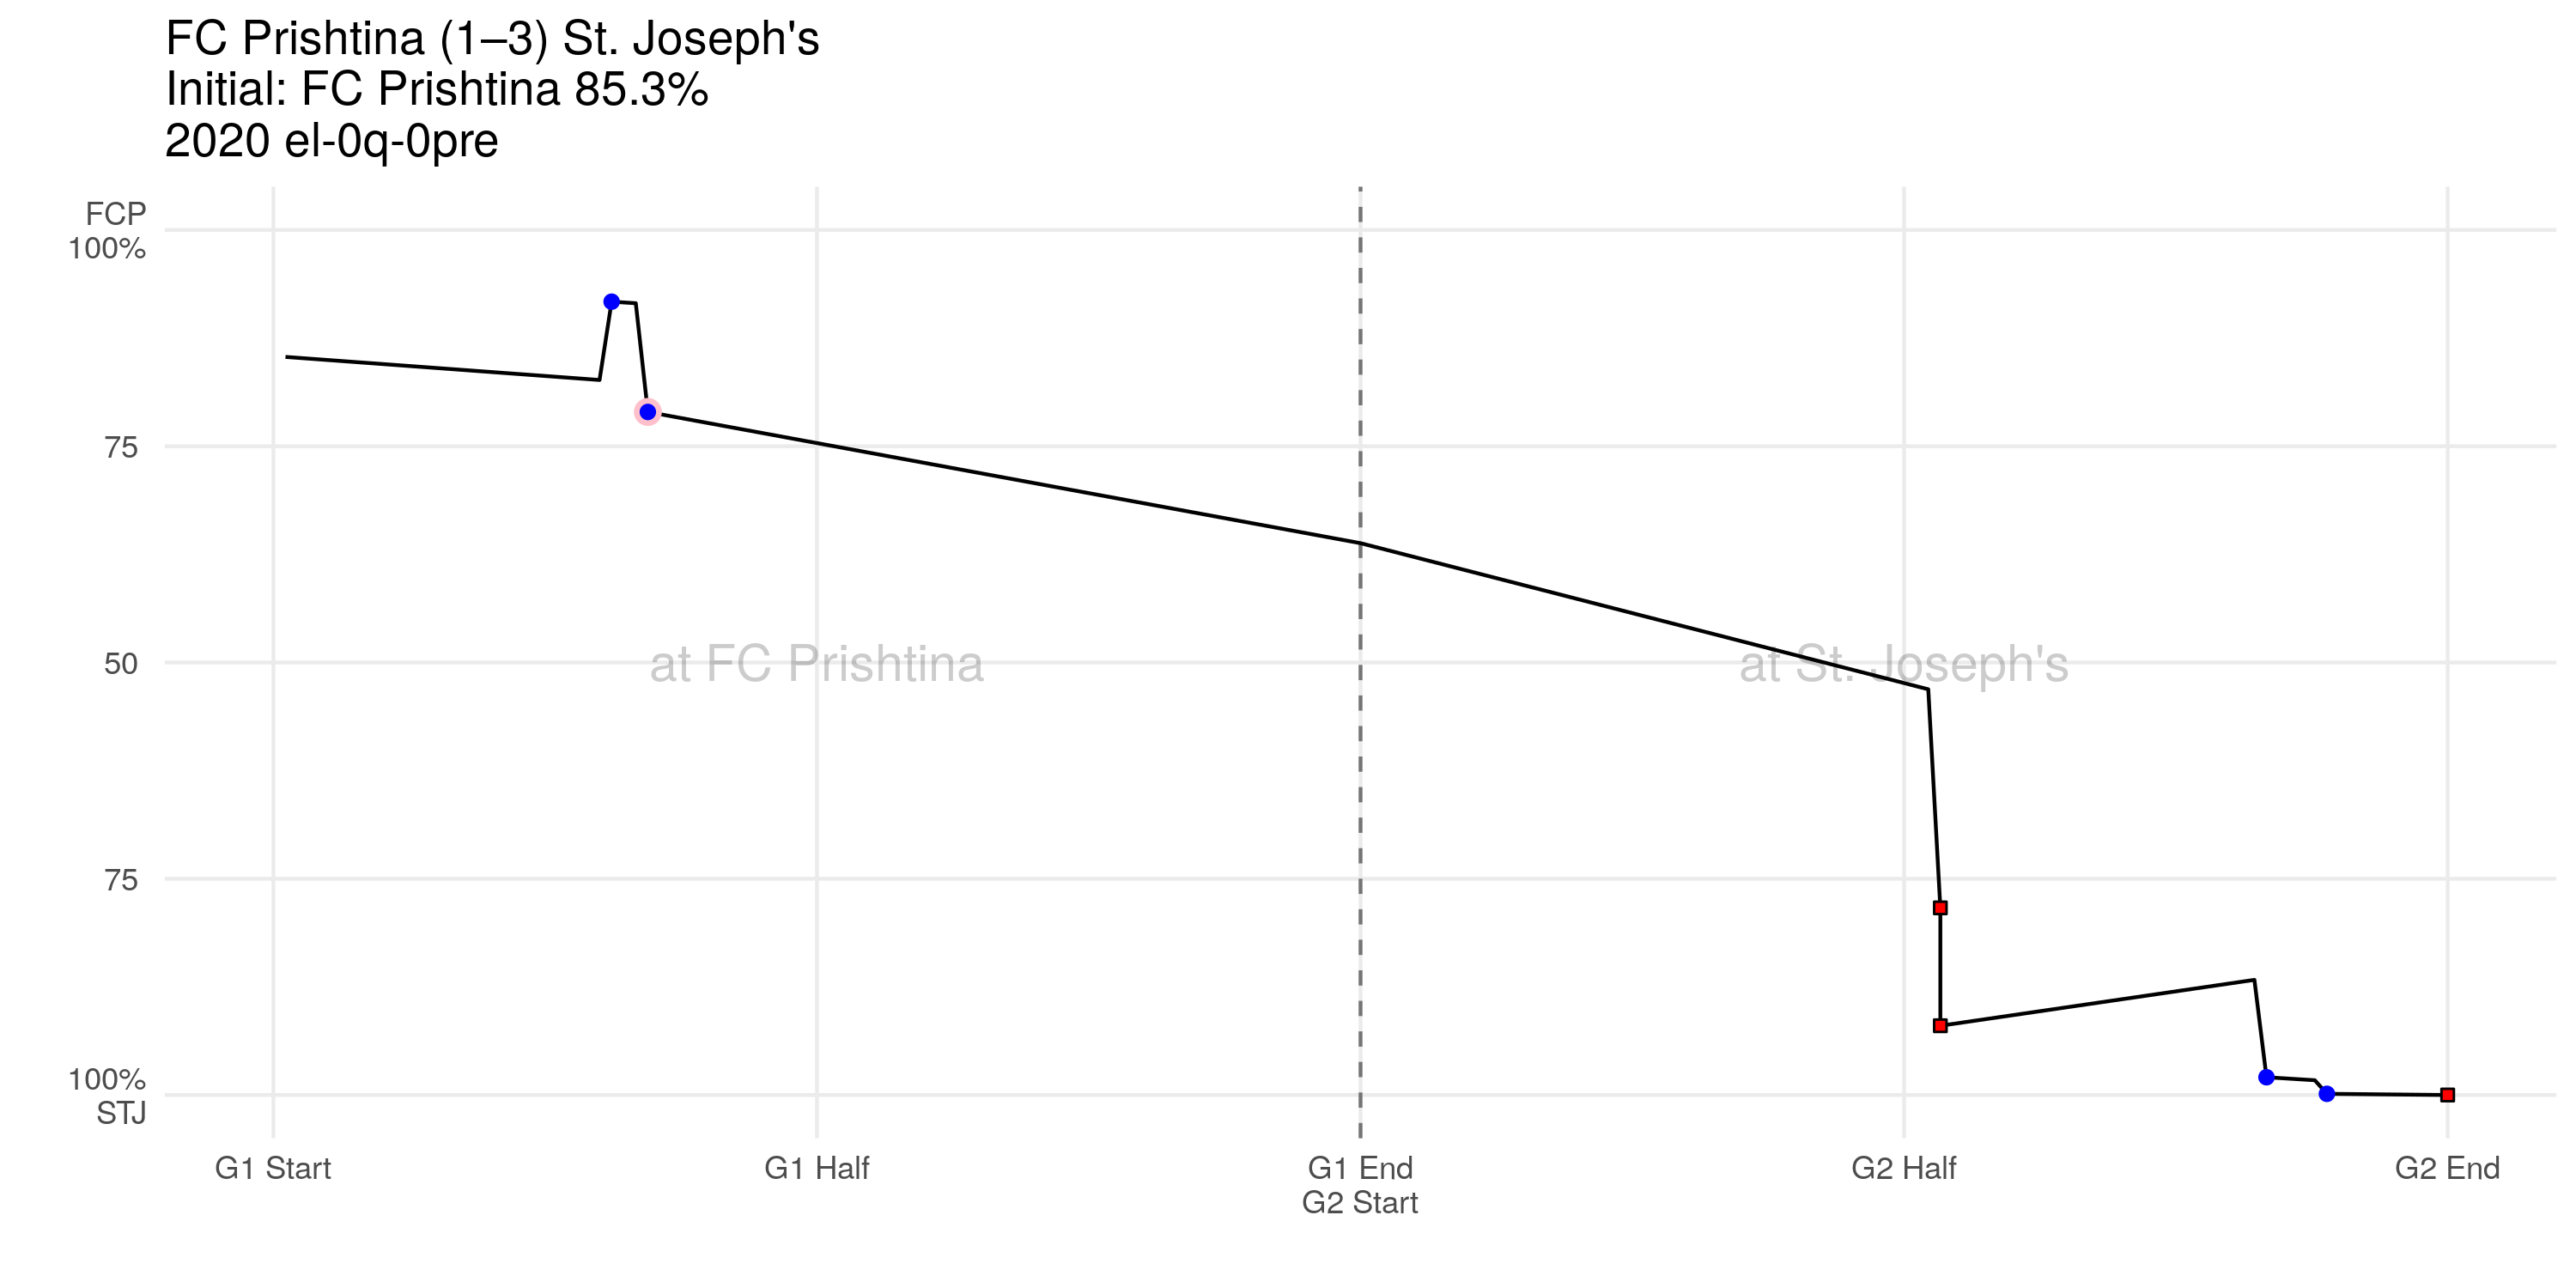 FC Prishtina (1–3) St. Joseph's
Initial: FC Prishtina 85.3%
2020 el-0q-0pre
FCP
100%
75
50
75
100%
STJ
at FC Prishtina
at St. Joseph's
G1 Start
G1 Half
G1 End
G2 Start
G2 Half
G2 End